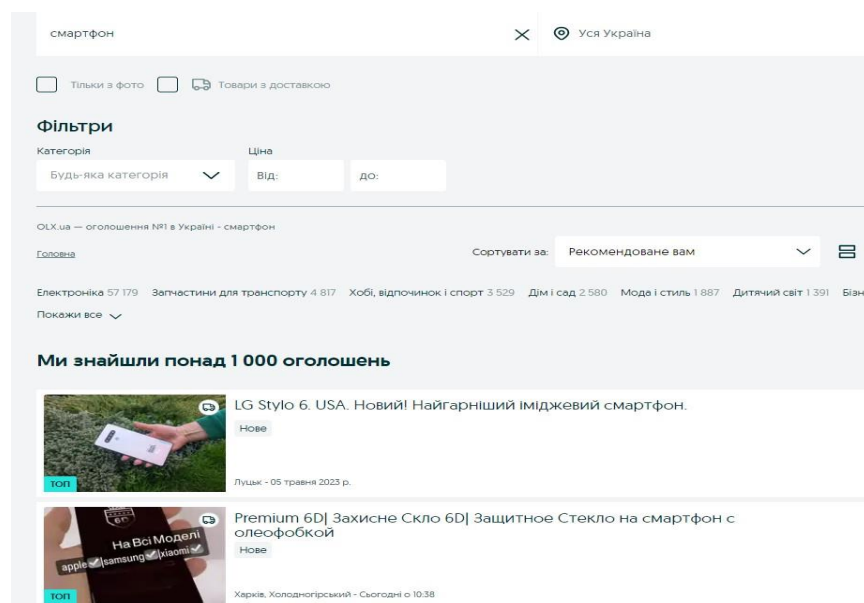 смартфон
Уся Україна
Тільки з фото
Товари з доставкою
Фільтри
Категорія
Ціна
Будь-яка категорія
Від:
до:
OLX.ua — оголошення №1 в Україні - смартфон
Головна
Сортувати за:
Рекомендоване вам
Електроніка 57 179 Запчастини для транспорту 4 817 Хобі, відпочинок і спорт 3 529 Дім і сад 2 580 Мода і стиль 1 887 Дитячий світ 1 391 Бізн
Покажи все
Ми знайшли понад 1 000 оголошень
LG Stylo 6. USA. Новий! Найгарніший іміджевий смартфон.
Нове
ТОП
Луцьк - 05 травня 2023 р.
Premium 6D| Захисне Скло 6D| Защитное Стекло на смартфон с
олеофобкой
Нове
6D
На Всі Моделі
apple✓|samsung✓|xiaomi✓
ТОП
Харків, Холодногірський - Сьогодні о 10:38